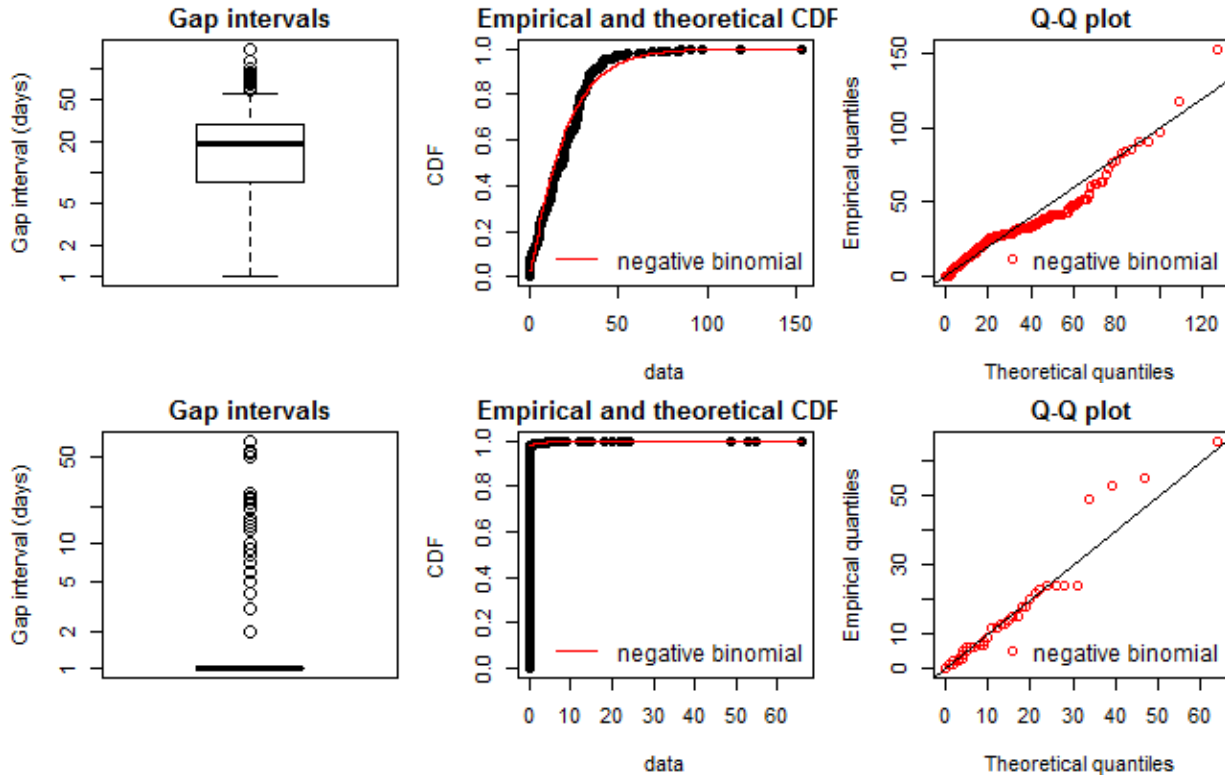 Gap intervals
Gap interval (days)
50
20
5
2
1
Empirical and theoretical CDF
CDF
1.0
0.8
0.6
0.4
0.2
0.0
negative binomial
0 50 100 150
data
Q-Q plot
Empirical quantiles
150
100
50
0
negative binomial
0 20 40 60 80 120
Theoretical quantiles
Gap intervals
Gap interval (days)
50
10
5
2
1
Empirical and theoretical CDF
CDF
1.0
0.8
0.6
0.4
0.2
0.0
negative binomial
0 10 20 30 40 50 60
data
Q-Q plot
Empirical quantiles
50
30
10
0
negative binomial
0 10 20 30 40 50 60
Theoretical quantiles